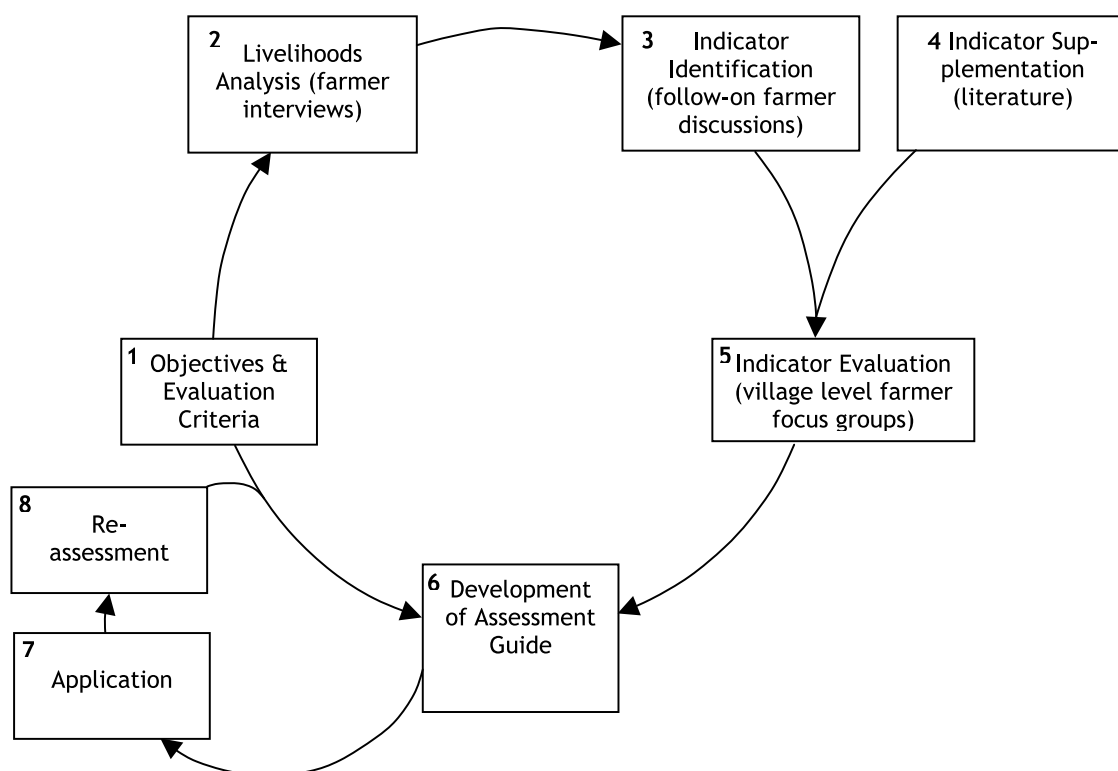 2
Livelihoods
Analysis (farmer
interviews)
3 Indicator
Identification
(follow-on farmer
discussions)
4 Indicator Sup-
plementation
(literature)
1 Objectives &
Evaluation
Criteria
5 Indicator Evaluation
(village level farmer
focus groups)
8
Re-
assessment
6 Development
of Assessment
Guide
7
Application